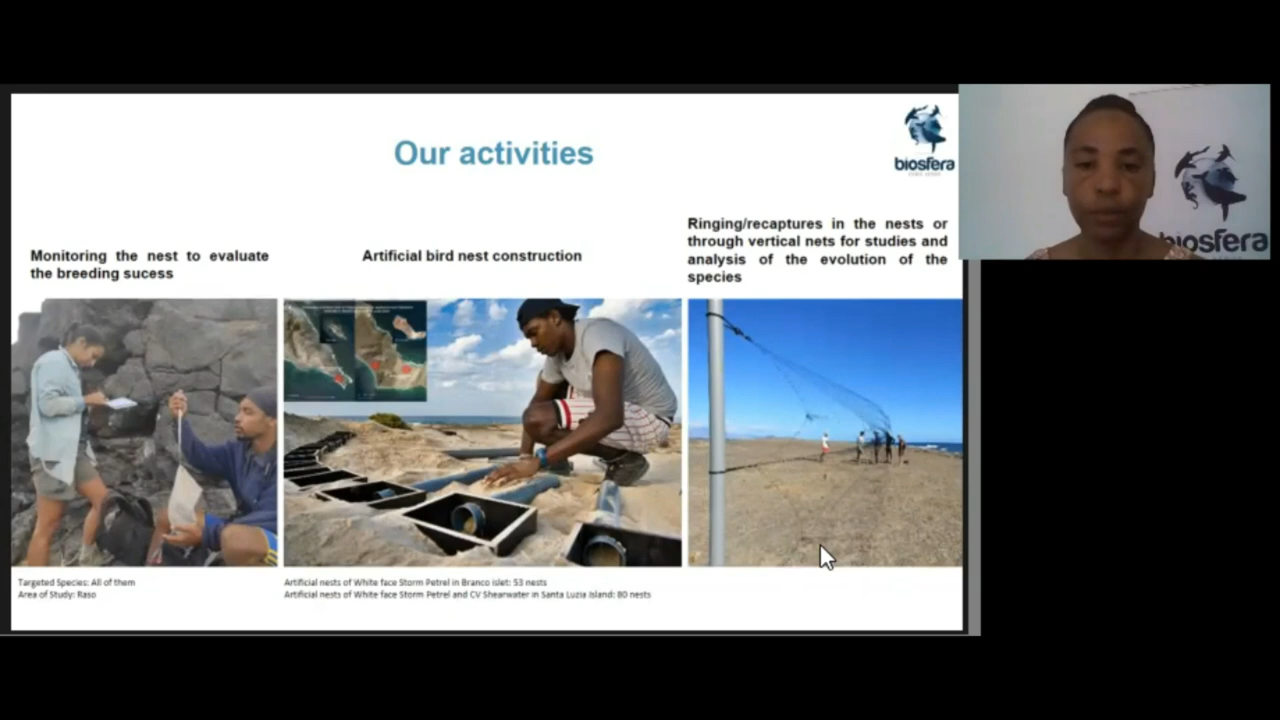 Our activities
biosfera
Monitoring the nest to evaluate
the breeding sucess
Artificial bird nest construction
Ringing/recaptures in the nests or
through vertical nets for studies and
analysis of the evolution of the
species
Targeted Species: All of them
Area of Study: Raso
Artificial nests of White face Storm Petrel in Branco islet: 53 nests
Artificial nests of White face Storm Petrel and CV Shearwater in Santa Luzia Island: 80 nests
biosfera